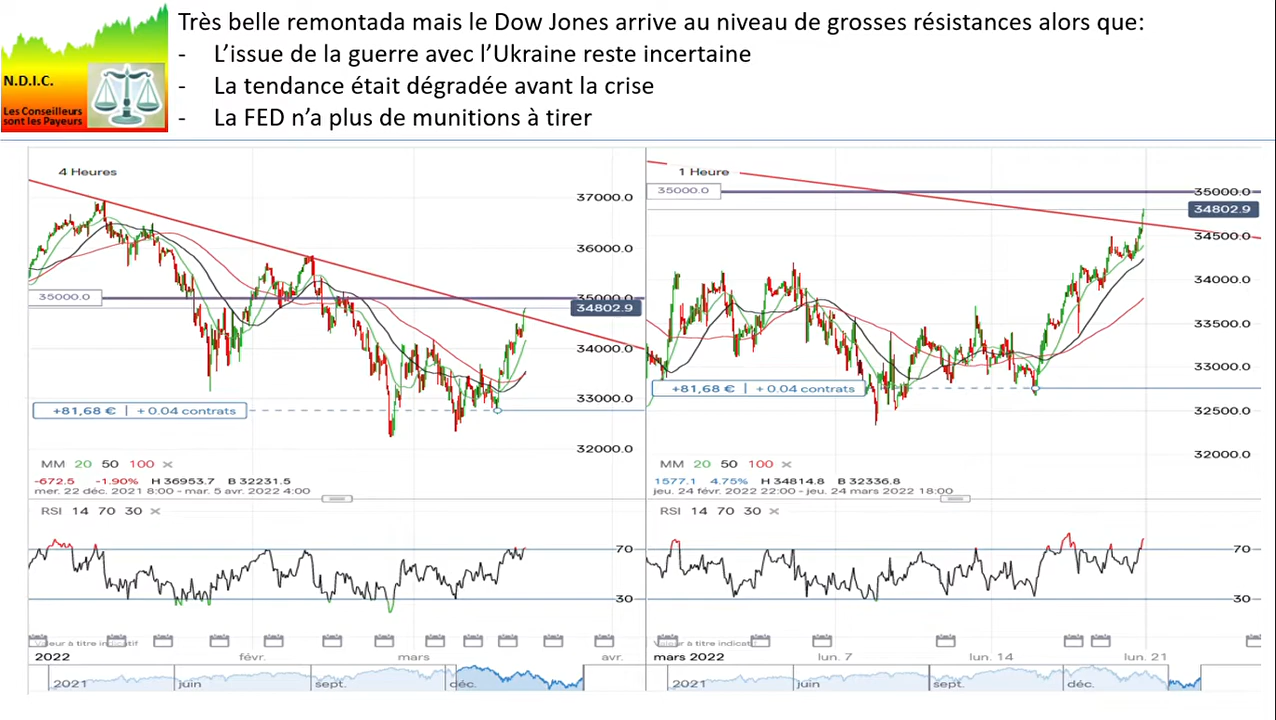 Très belle remontada mais le Dow Jones arrive au niveau de grosses résistances alors que:
- L’issue de la guerre avec l’Ukraine reste incertaine
- La tendance était dégradée avant la crise
- La FED n’a plus de munitions à tirer
N.D.I.C.
Les Conseilleurs
sont les Payeurs
4 Heures
37000.0
36000.0
35000.0
35000.0
34802.9
34000.0
33000.0
+81,68 € | +0.04 contrats
32000.0
MM 20 50 100 ×
-672.5 -1.90% H 36953.7 B 32231.5
mer. 22 déc. 2021 8:00 - mar. 5 avr. 2022 4:00
RSI 14 70 30 ×
70
30
Valeur à titre indicatif
2022 févr. mars avr.
2021 juin sept. déc.
1 Heure
35000.0
35000.0
34802.9
34500.0
34000.0
33500.0
33000.0
+81,68 € | +0.04 contrats
32500.0
32000.0
MM 20 50 100 ×
1577.1 4.75% H 34814.8 B 32336.8
jeu. 24 févr. 2022 22:00 - jeu. 24 mars 2022 18:00
RSI 14 70 30 ×
70
30
Valeur à titre indicatif
mars 2022 lun. 7 lun. 14 lun. 21
2021 juin sept. déc.